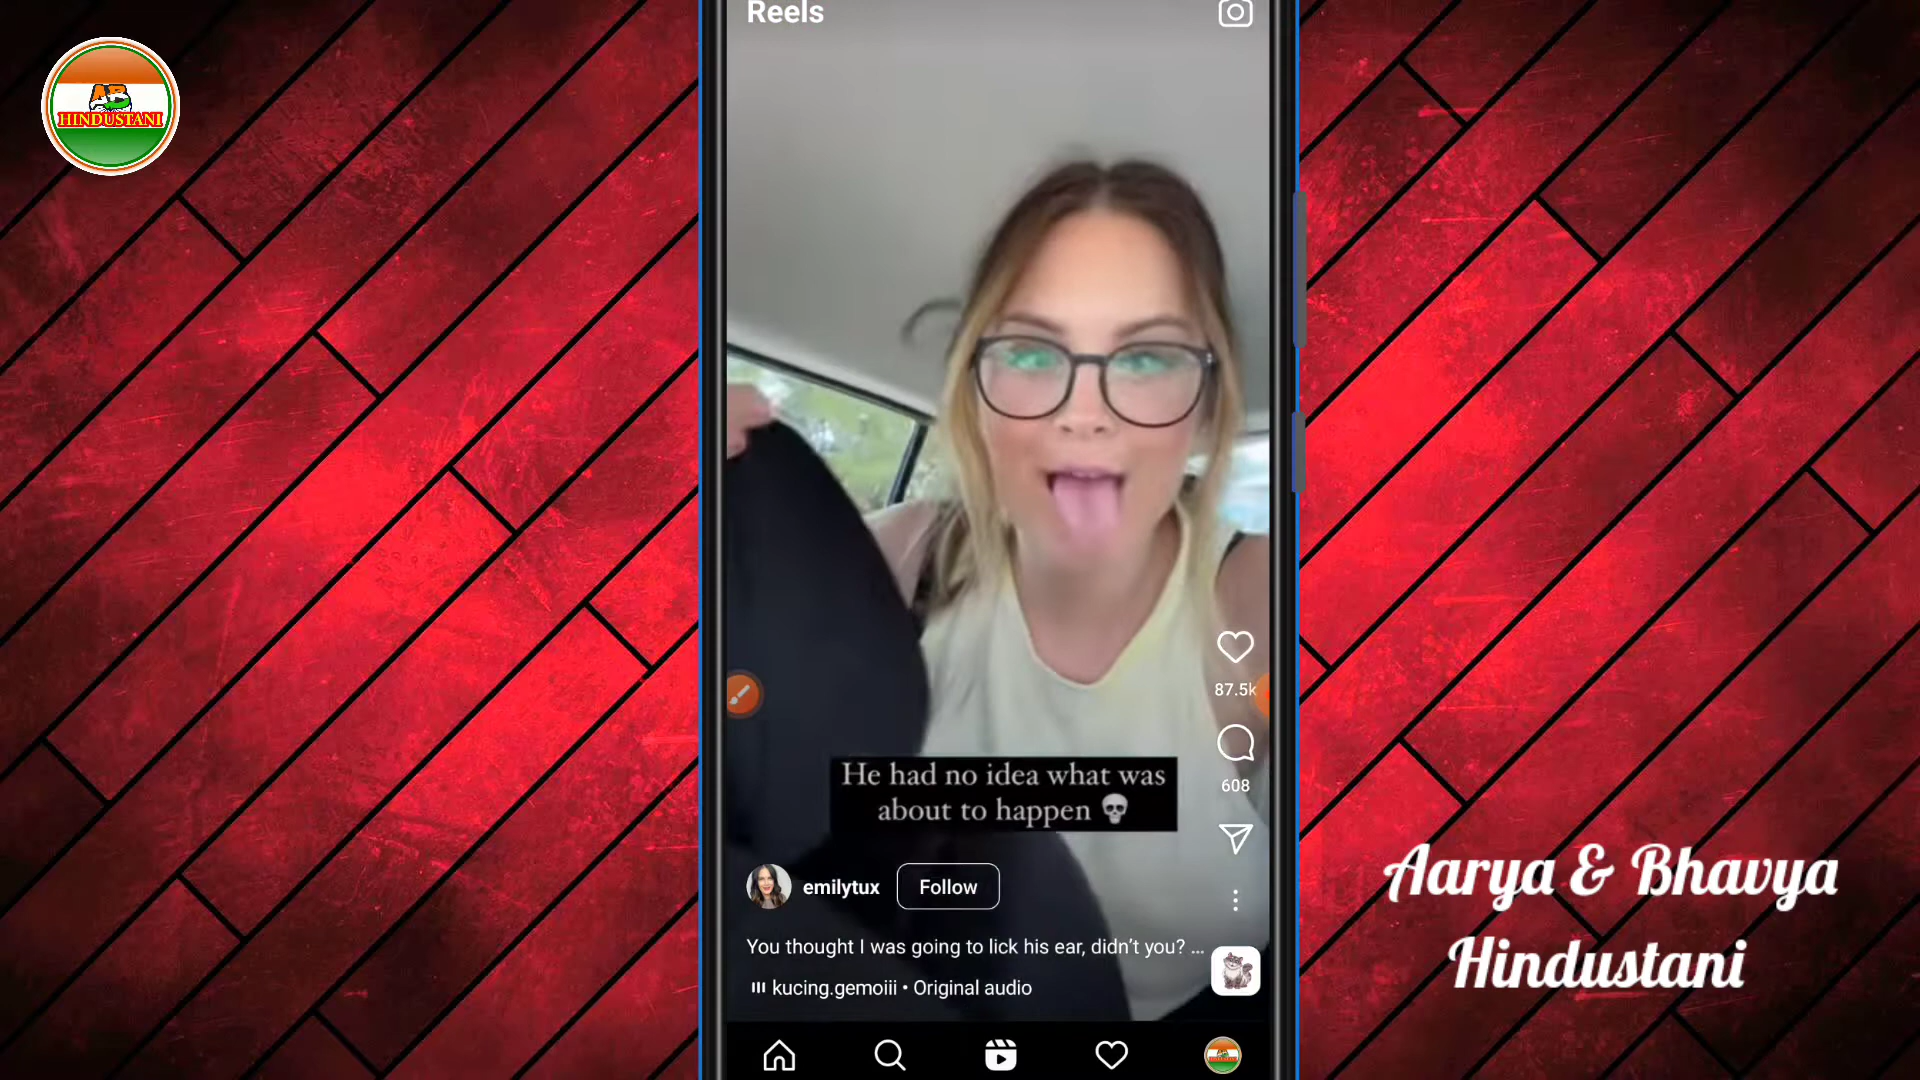 Reels
AB
HINDUSTANI
87.5k
608
He had no idea what was
about to happen 💀
emilytux
Follow
You thought I was going to lick his ear, didn’t you? ...
kucing.gemoiii • Original audio
Aarya & Bhavya
Hindustani